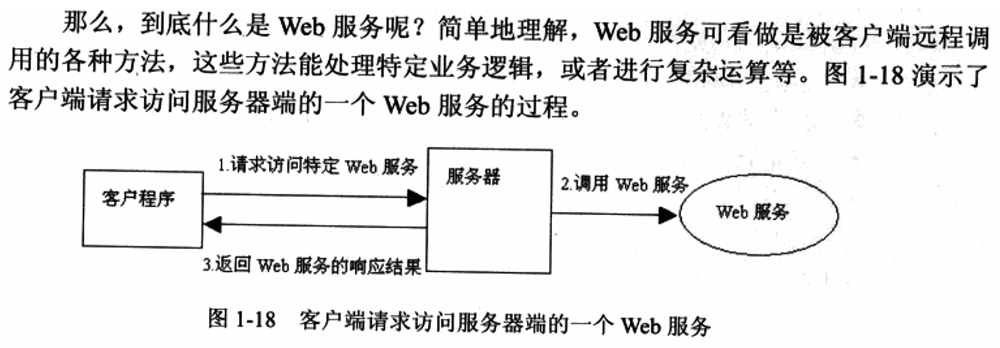 那么，到底什么是 Web 服务呢？简单地理解，Web 服务可看做是被客户端远程调
用的各种方法，这些方法能处理特定业务逻辑，或者进行复杂运算等。图 1-18 演示了
客户端请求访问服务器端的一个 Web 服务的过程。
1.请求访问特定 Web 服务
服务器
客户程序
2.调用 Web 服务
Web 服务
3.返回 Web 服务的响应结果
图 1-18 客户端请求访问服务器端的一个 Web 服务